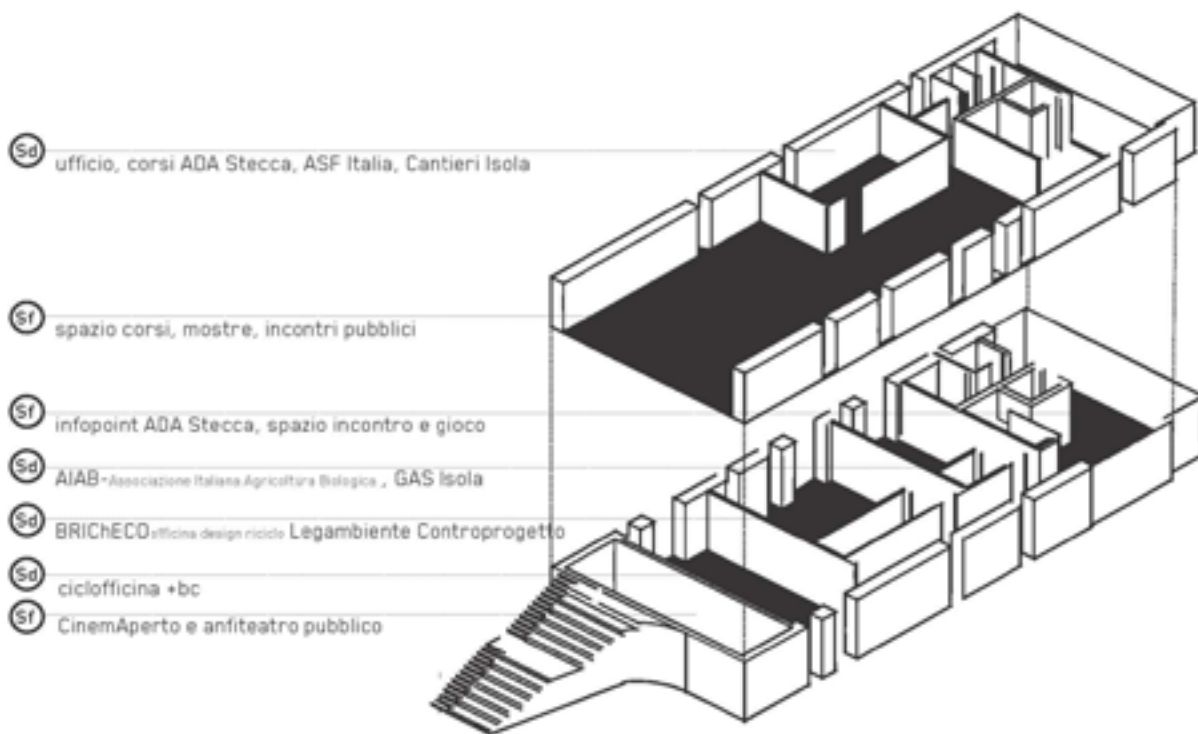 Sd ufficio, corsi ADA Stecca, ASF Italia, Cantieri Isola
Sf spazio corsi, mostre, incontri pubblici
Sf infopoint ADA Stecca, spazio incontro e gioco
Sd AIAB-Associazione Italiana Agricoltura Biologica , GAS Isola
Sd BRIChECO officina design riciclo Legambiente Controprogetto
Sd ciclofficina +bc
Sf CinemAperto e anfiteatro pubblico